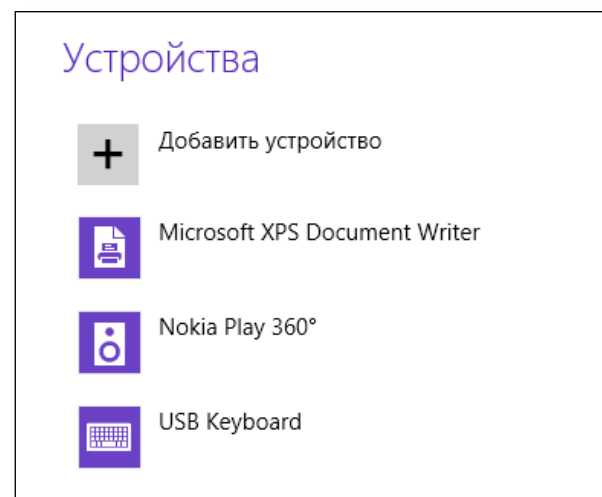 Устройства
Добавить устройство
Microsoft XPS Document Writer
Nokia Play 360°
USB Keyboard